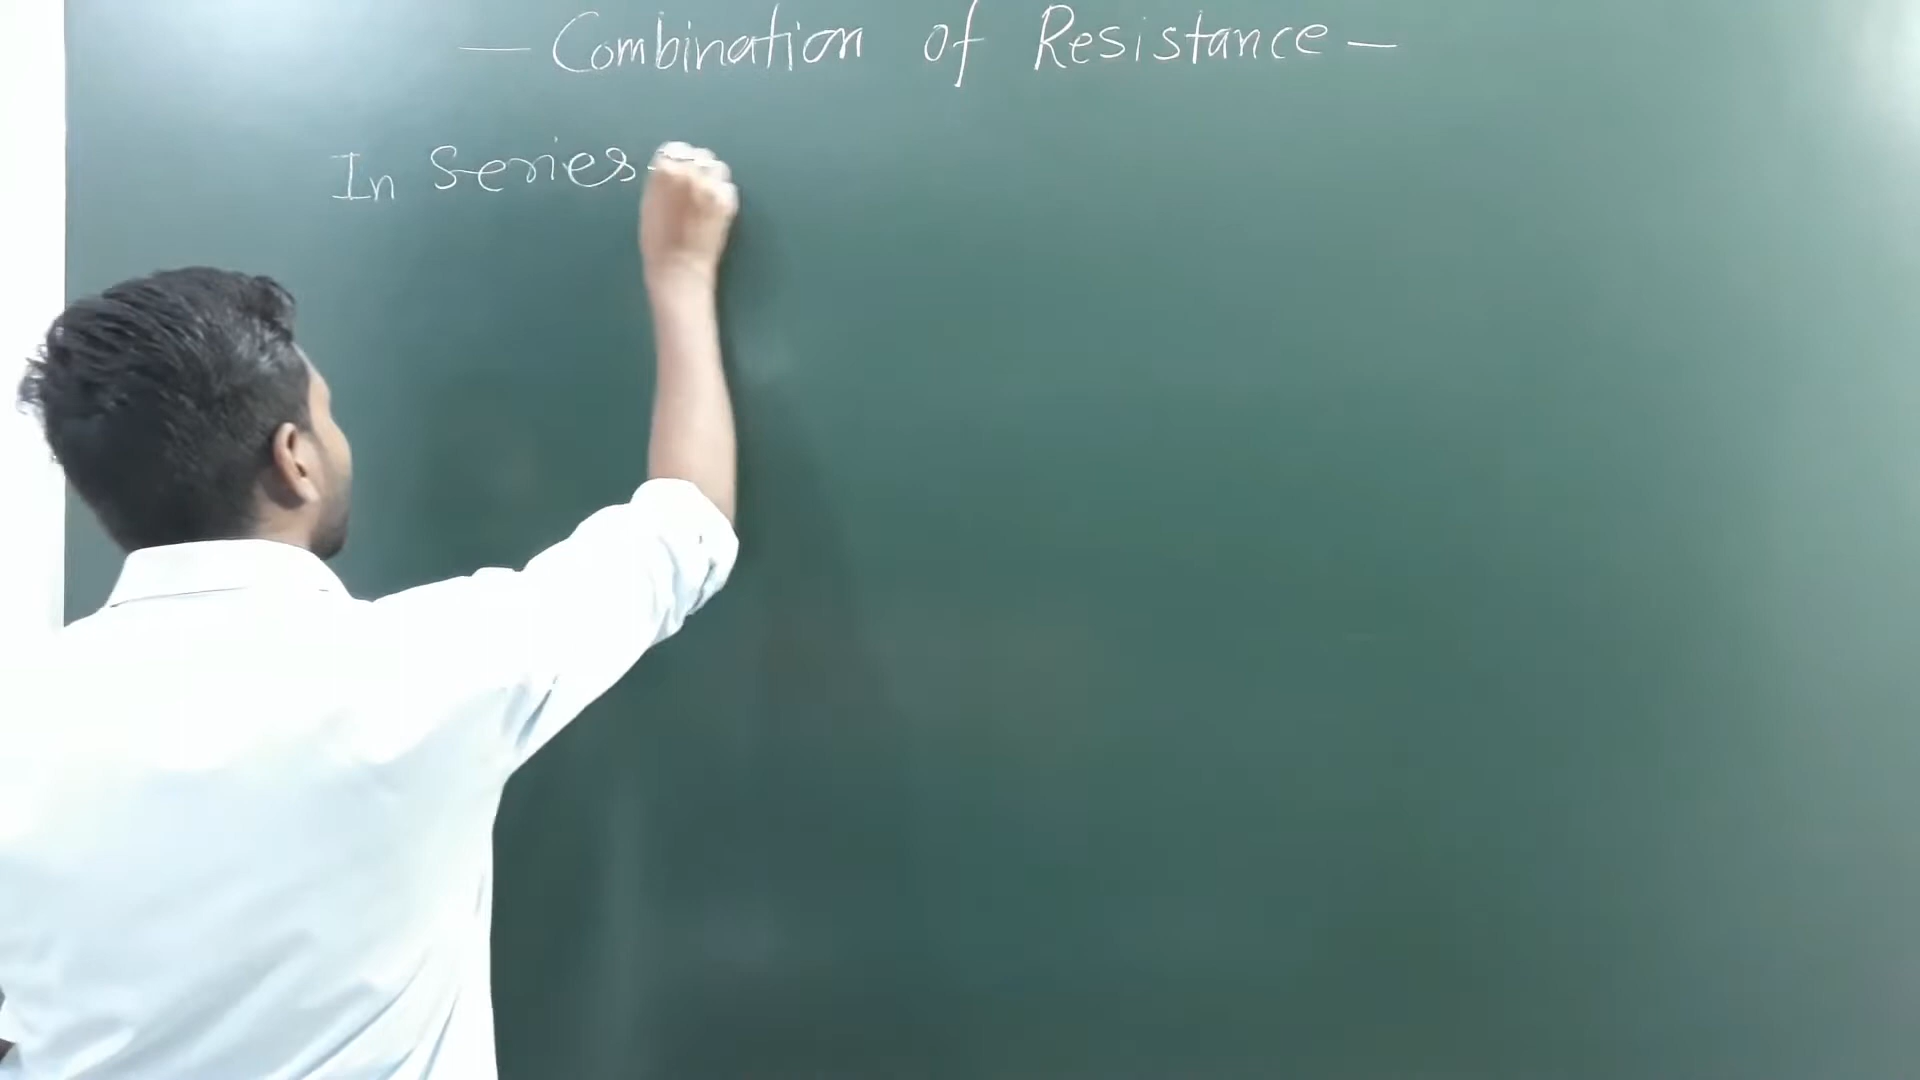 — Combination of Resistance —
In Series